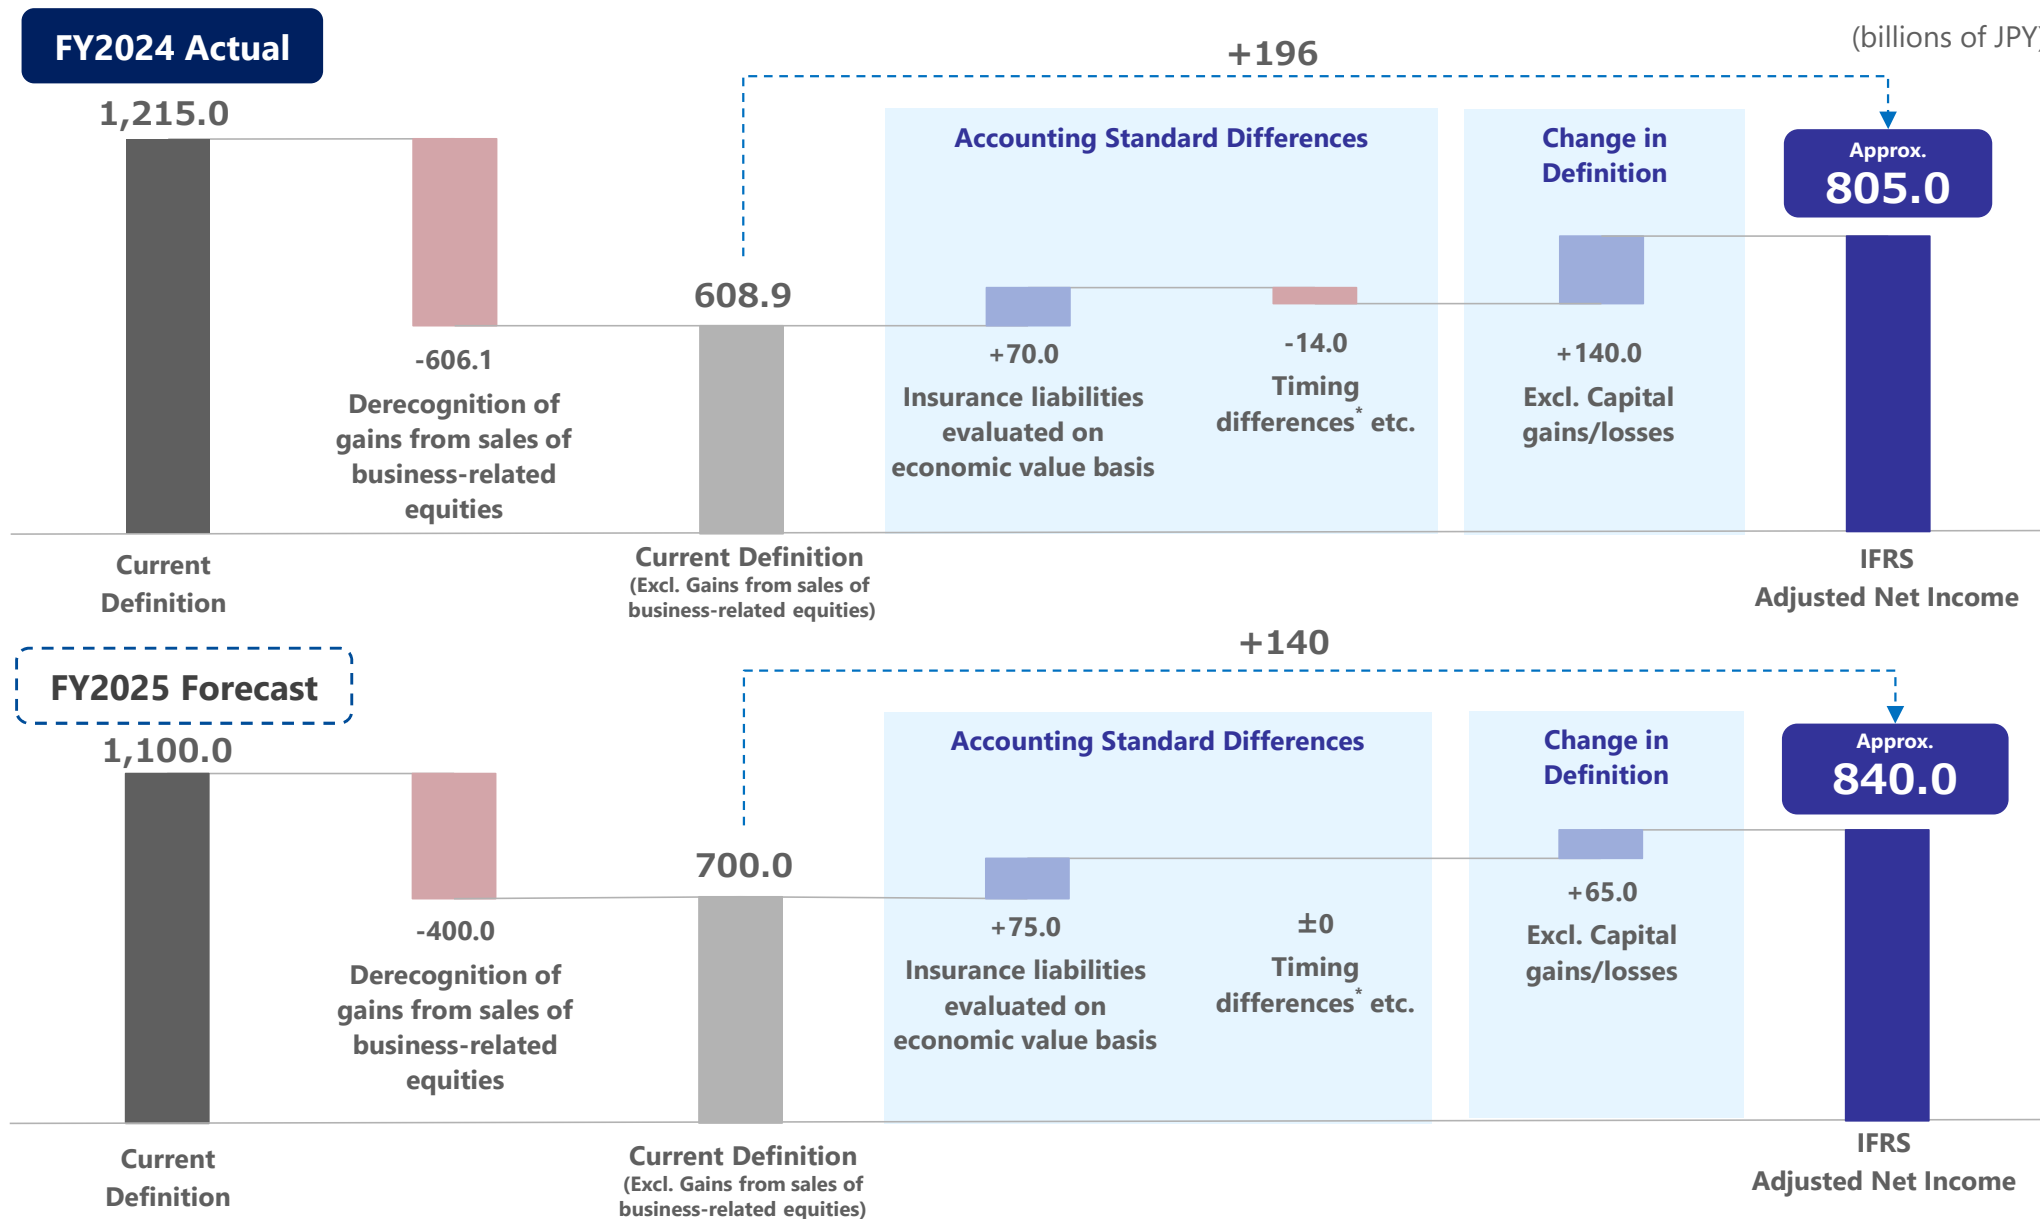 FY2024 Actual
(billions of JPY)
+196
1,215.0
Accounting Standard Differences
Change in
Definition
Approx.
805.0
608.9
-606.1
Derecognition of
gains from sales of
business-related
equities
+70.0
Insurance liabilities
evaluated on
economic value basis
-14.0
Timing
differences* etc.
+140.0
Excl. Capital
gains/losses
Current
Definition
Current Definition
(Excl. Gains from sales of
business-related equities)
IFRS
Adjusted Net Income
FY2025 Forecast
+140
1,100.0
Accounting Standard Differences
Change in
Definition
Approx.
840.0
700.0
-400.0
Derecognition of
gains from sales of
business-related
equities
+75.0
Insurance liabilities
evaluated on
economic value basis
±0
Timing
differences* etc.
+65.0
Excl. Capital
gains/losses
Current
Definition
Current Definition
(Excl. Gains from sales of
business-related equities)
IFRS
Adjusted Net Income